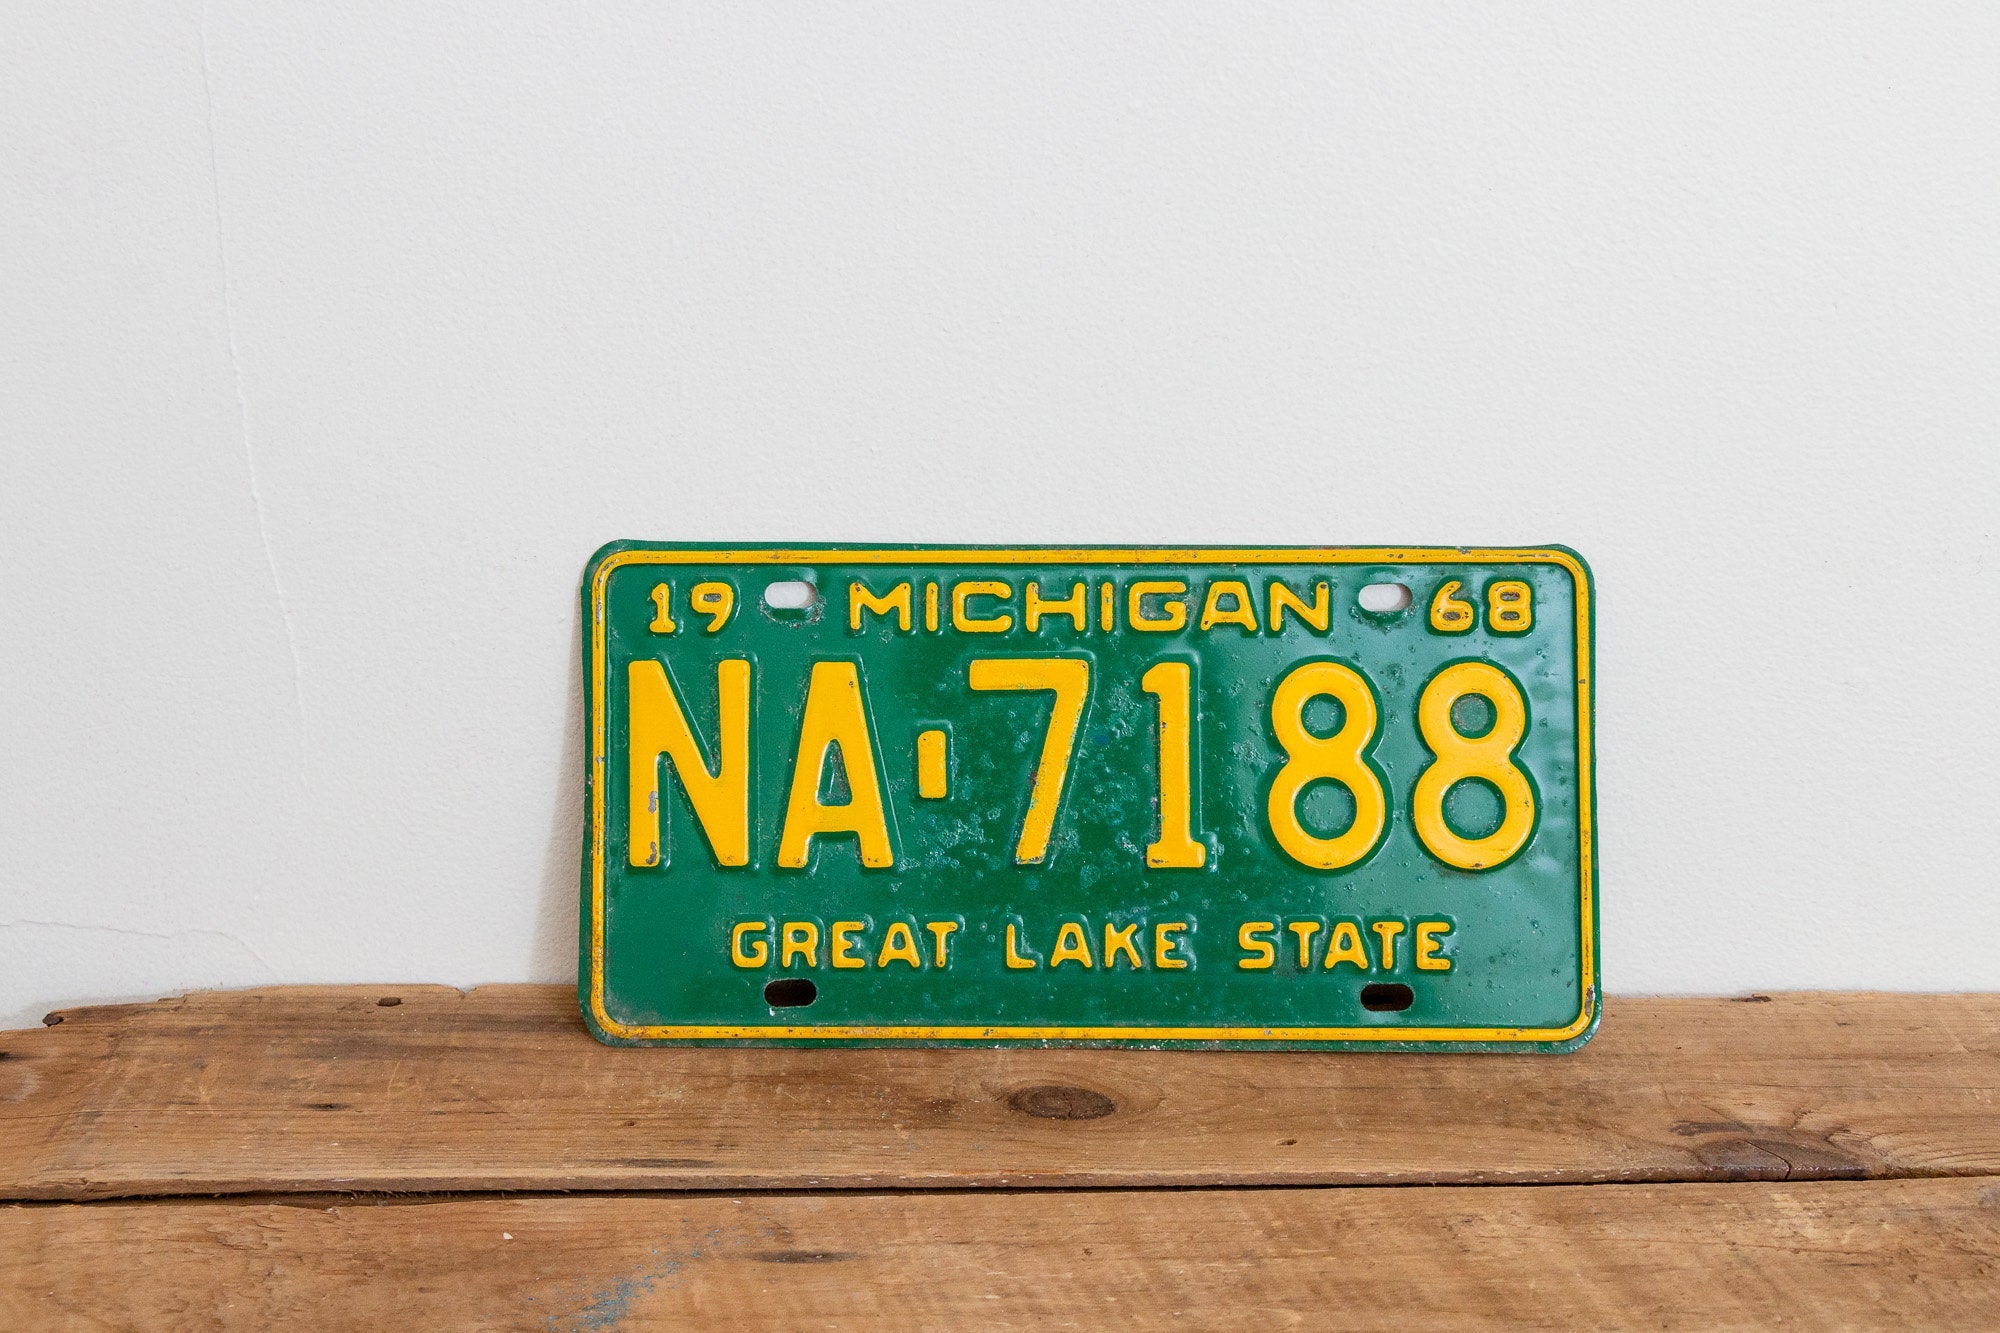 19 MICHIGAN 68
NA-7188
GREAT LAKE STATE